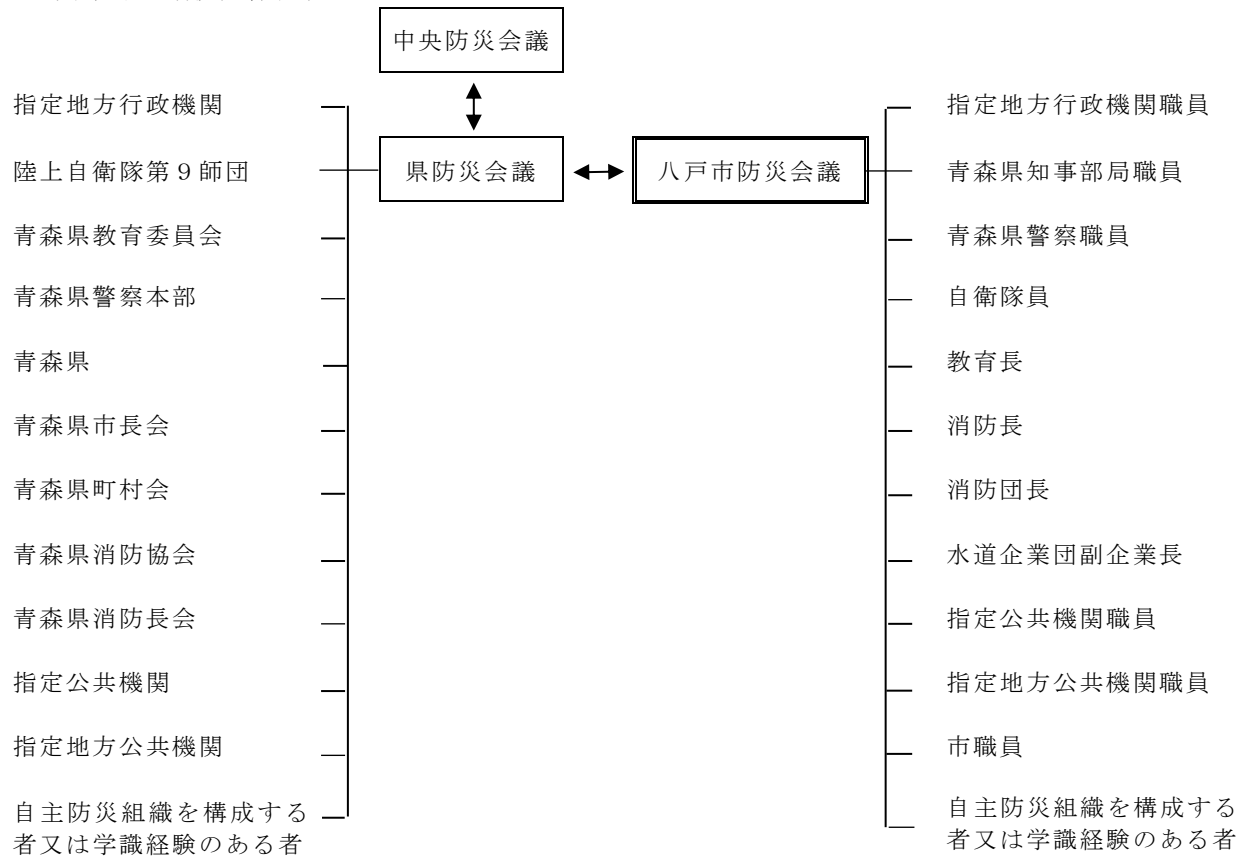 中央防災会議
県防災会議
八戸市防災会議
指定地方行政機関
陸上自衛隊第9師団
青森県教育委員会
青森県警察本部
青森県
青森県市長会
青森県町村会
青森県消防協会
青森県消防長会
指定公共機関
指定地方公共機関
自主防災組織を構成する
者又は学識経験のある者
指定地方行政機関職員
青森県知事部局職員
青森県警察職員
自衛隊員
教育長
消防長
消防団長
水道企業団副企業長
指定公共機関職員
指定地方公共機関職員
市職員
自主防災組織を構成する
者又は学識経験のある者